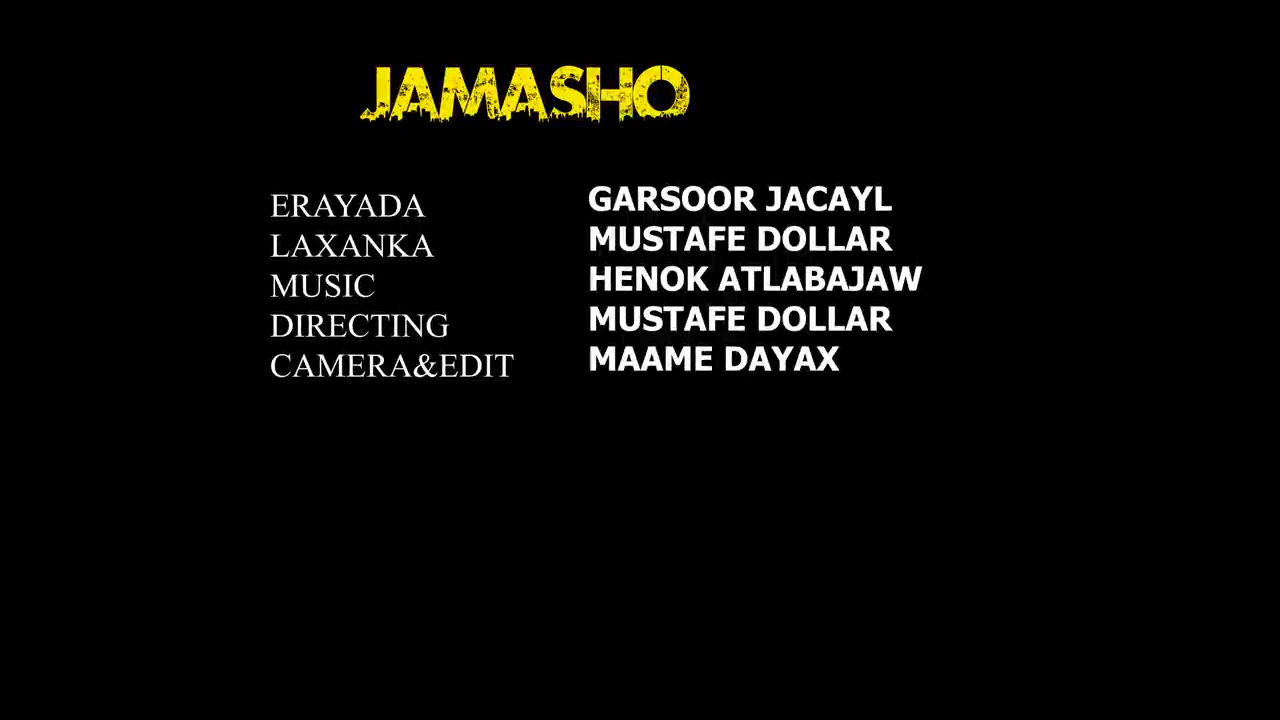 JAMASHO
ERAYADA GARSOOR JACAYL
LAXANKA MUSTAFE DOLLAR
MUSIC HENOK ATLABAJAW
DIRECTING MUSTAFE DOLLAR
CAMERA&EDIT MAAME DAYAX